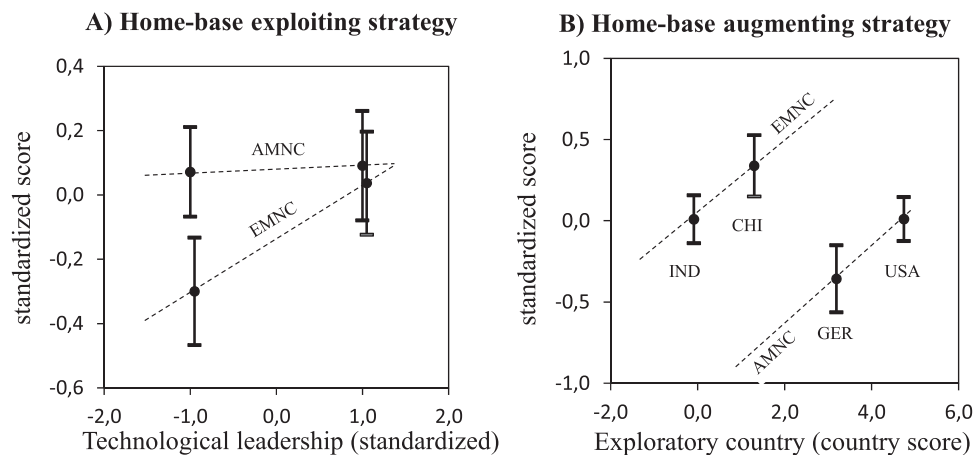 A) Home-base exploiting strategy
standardized score
0,4
0,2
0,0
-0,2
-0,4
-0,6
-2,0 -1,0 0,0 1,0 2,0
AMNC
EMNC
Technological leadership (standardized)
B) Home-base augmenting strategy
standardized score
1,0
0,5
0,0
-0,5
-1,0
-2,0 0,0 2,0 4,0 6,0
EMNC
CHI
IND
USA
GER
AMNC
Exploratory country (country score)